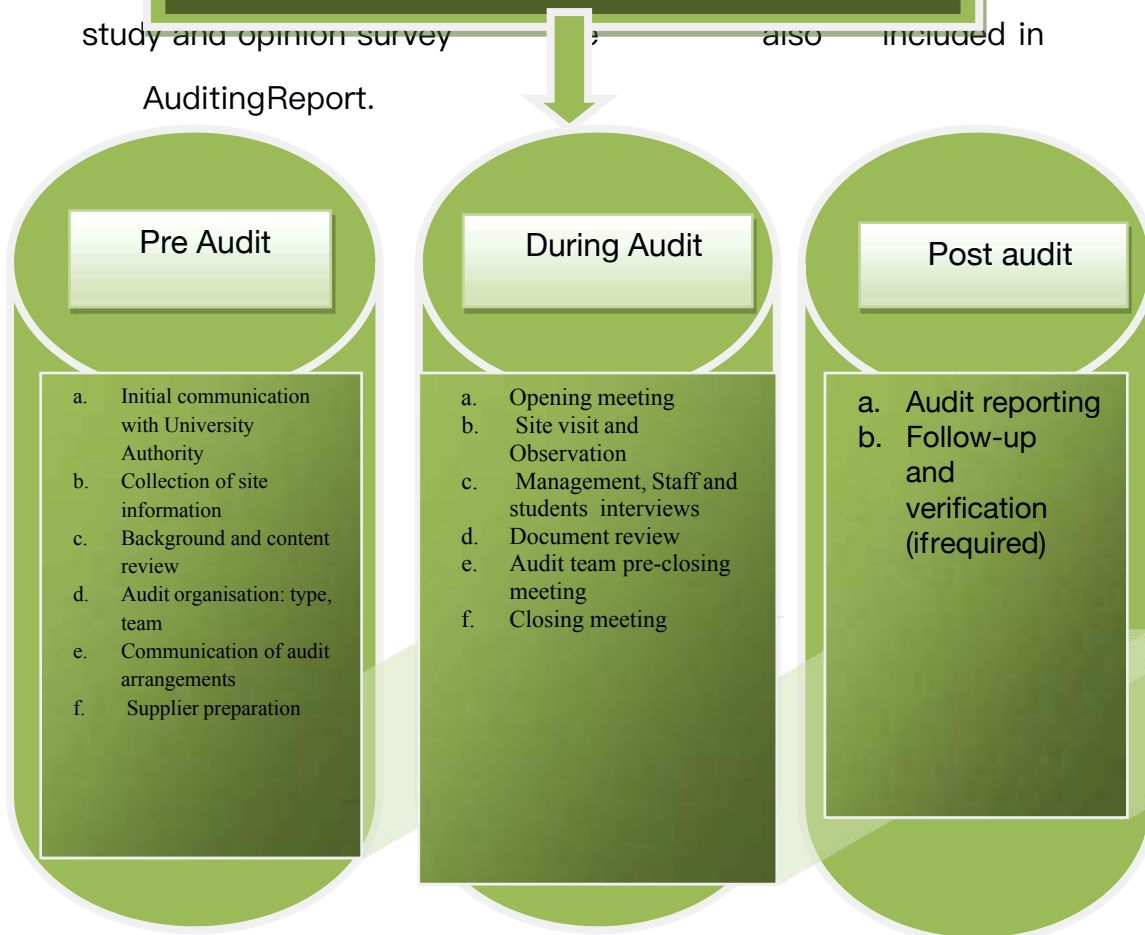 study and opinion survey also included in
AuditingReport.
Pre Audit
a. Initial communication
with University
Authority
b. Collection of site
information
c. Background and content
review
d. Audit organisation: type,
team
e. Communication of audit
arrangements
f. Supplier preparation
During Audit
a. Opening meeting
b. Site visit and
Observation
c. Management, Staff and
students interviews
d. Document review
e. Audit team pre-closing
meeting
f. Closing meeting
Post audit
a. Audit reporting
b. Follow-up
and
verification
(ifrequired)